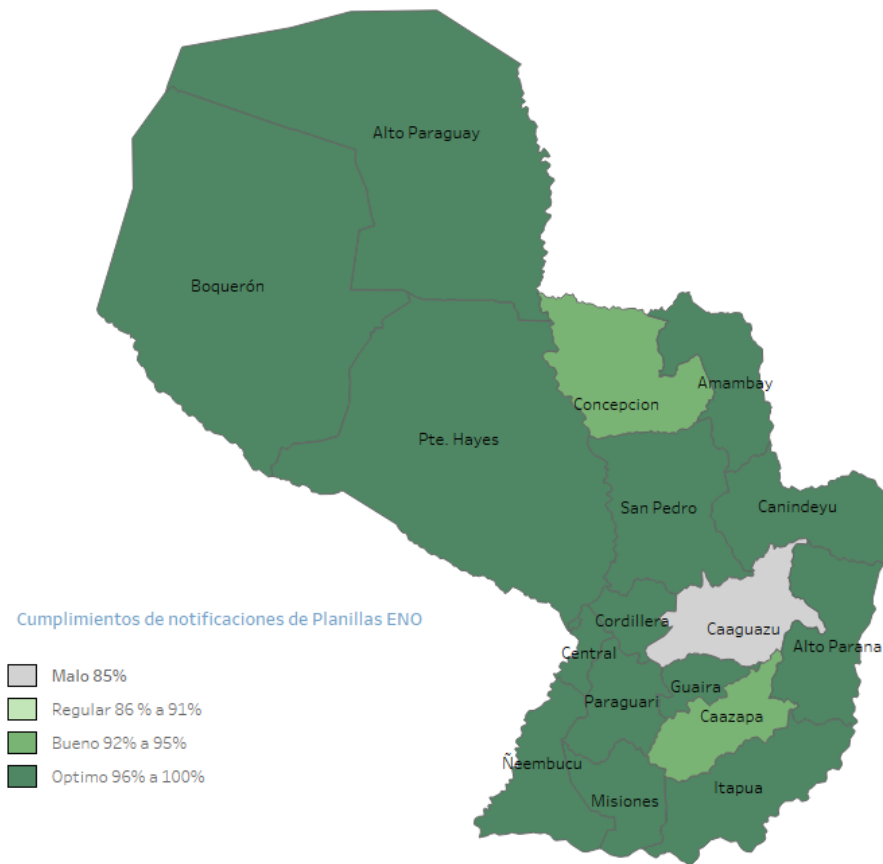 Alto Paraguay
Boquerón
Amambay
Concepcion
Pte. Hayes
San Pedro
Canindeyu
Cumplimientos de notificaciones de Planillas ENO
Cordillera
Caaguazu
Central
Alto Parana
Malo 85%
Guaira
Regular 86 % a 91%
Paraguari
Caazapa
Bueno 92% a 95%
Ñeembucu
Optimo 96% a 100%
Itapua
Misiones